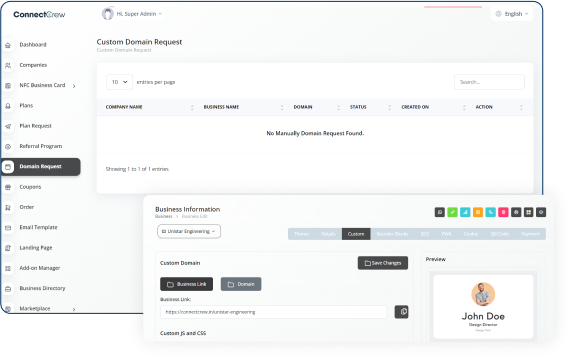 ConnectCrew
Hi, Super Admin
English
Dashboard
Companies
NFC Business Card
Plans
Plan Request
Referral Program
Domain Request
Coupons
Order
Email Template
Landing Page
Add-on Manager
Business Directory
Marketplace
Custom Domain Request
Custom Domain Request
10 entries per page
Search...
COMPANY NAME BUSINESS NAME DOMAIN STATUS CREATED ON ACTION
No Manually Domain Request Found.
Showing 1 to 1 of 1 entries
Business Information
Business Business Edit
Unistar Engineering
Theme Details Custom SEO PWA Cookie QR Code Payment
Custom Domain
Save Changes
Business Link Domain
Business Link:
https://connectcrew.in/unistar-engineering
Custom JS and CSS
Preview
John Doe
Design Director